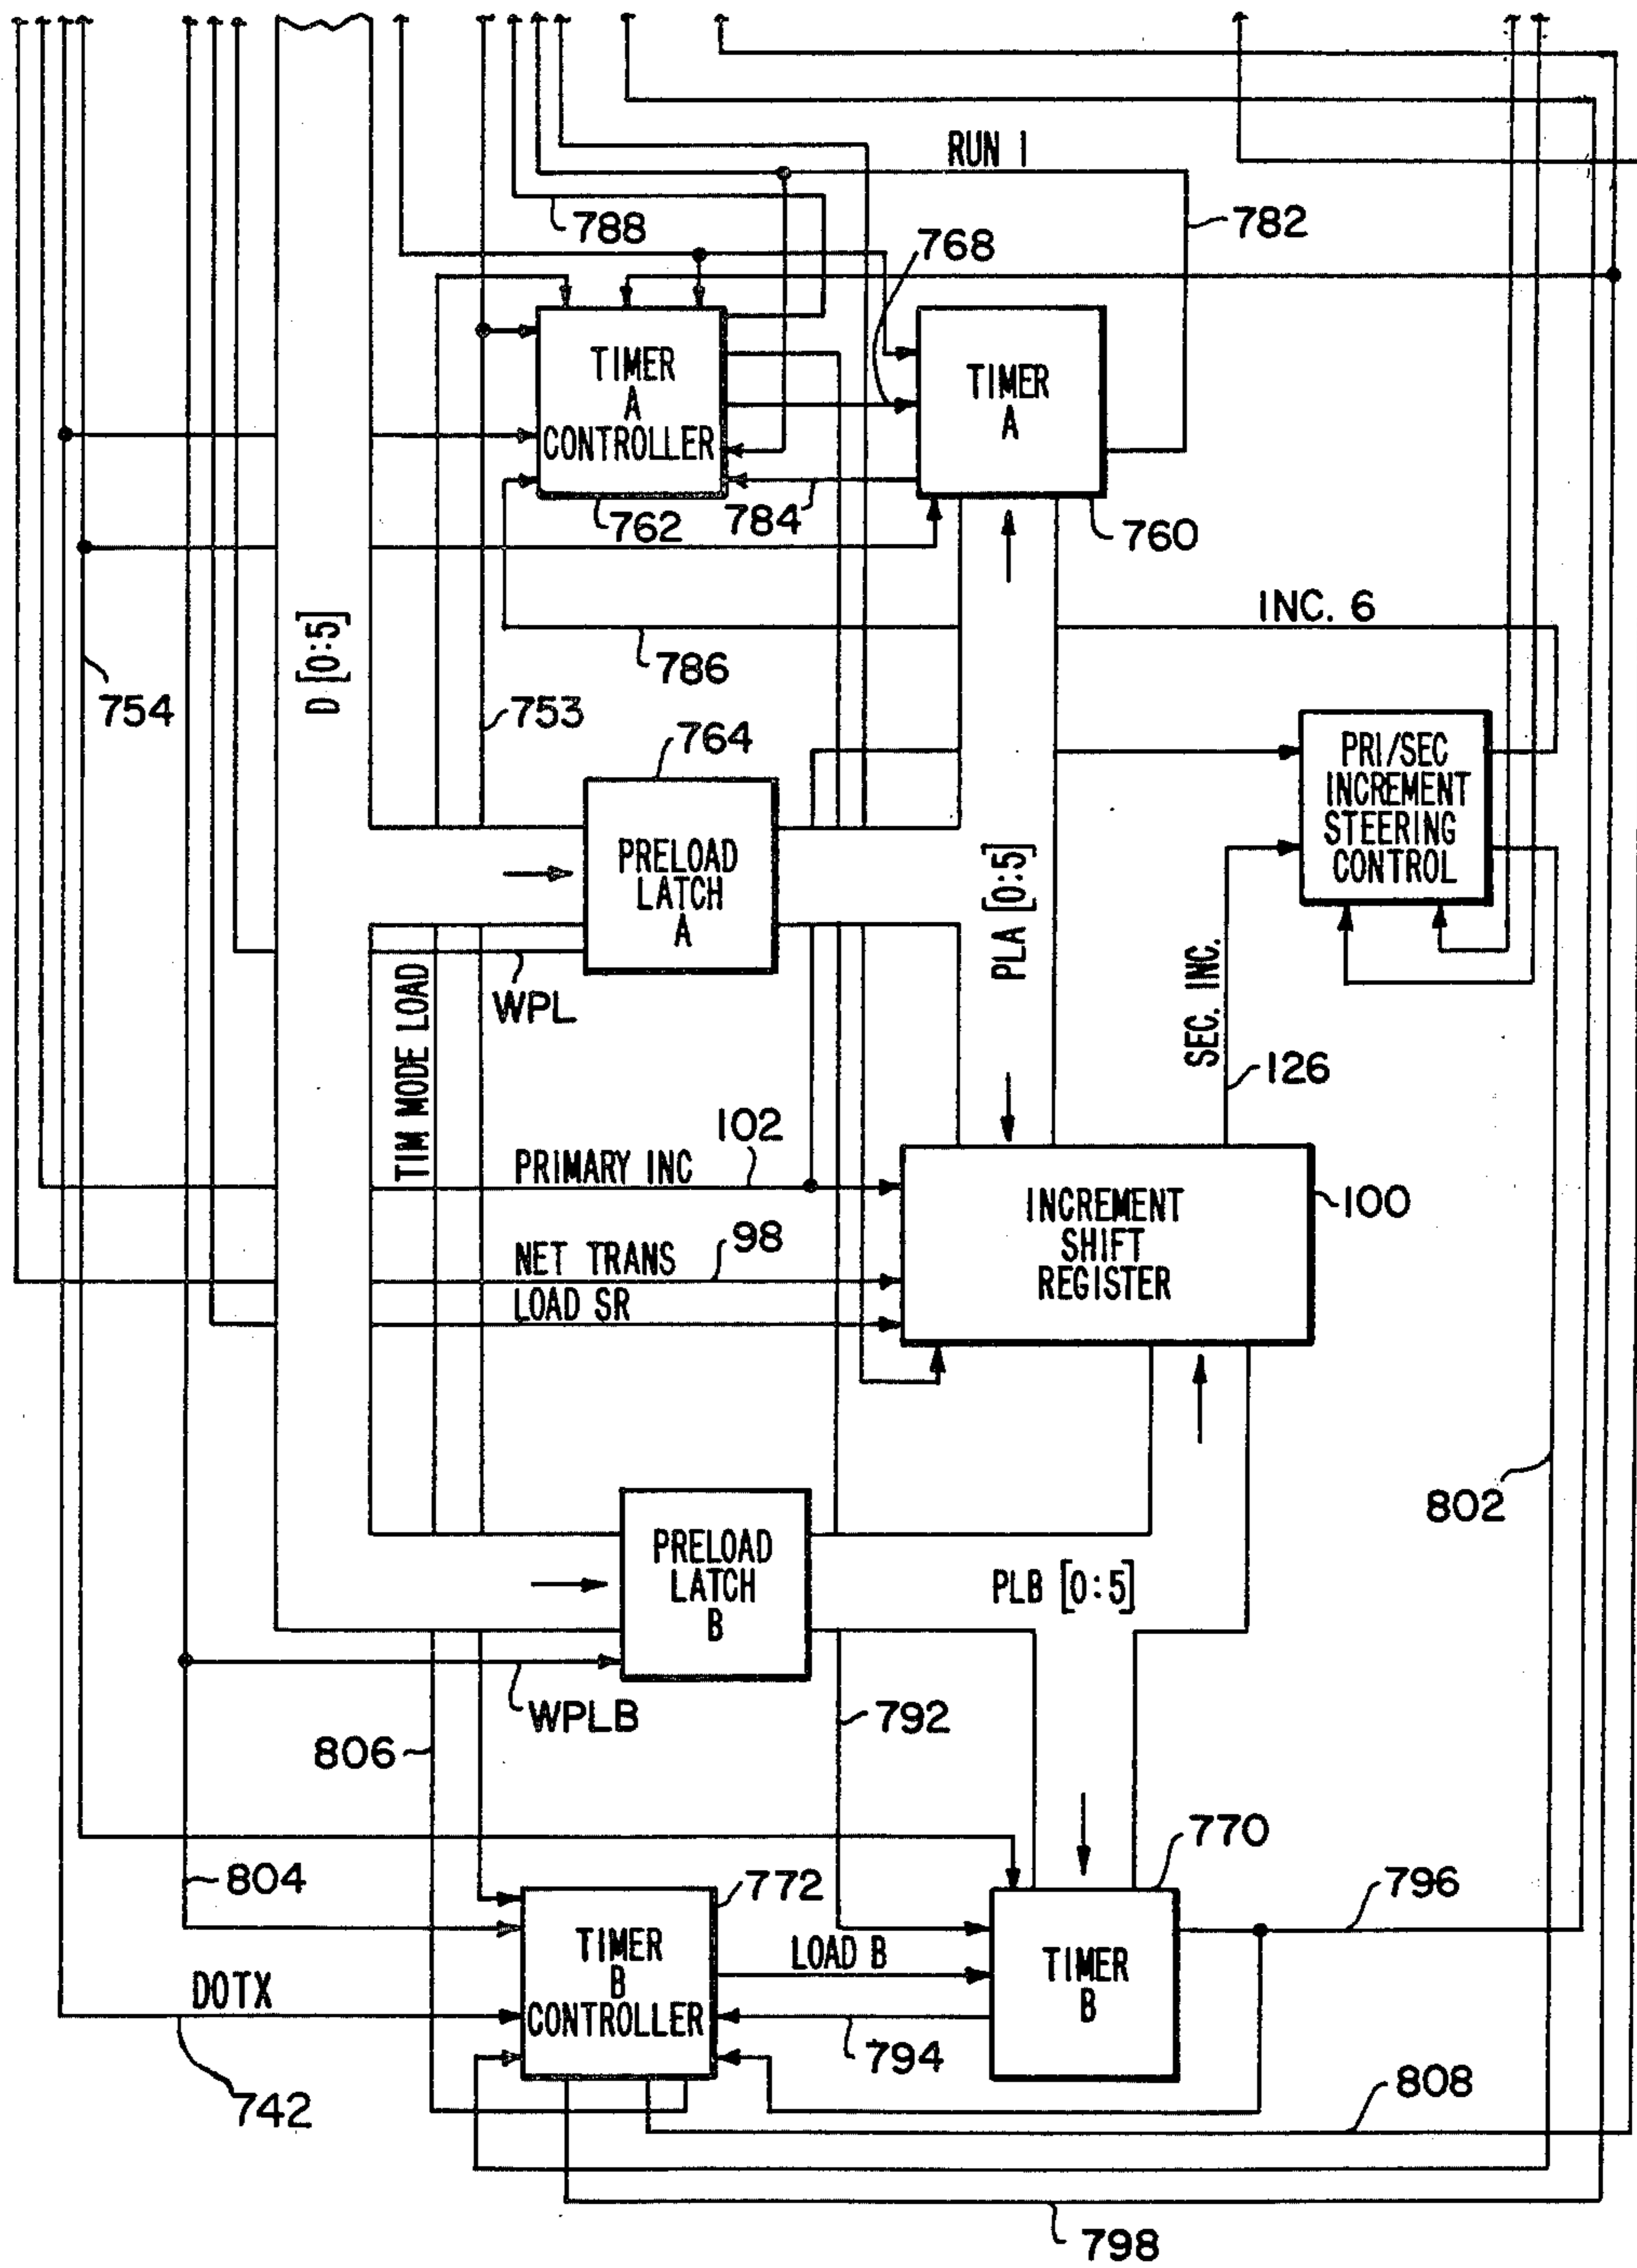 RUN 1
788
782
768
TIMER
A
CONTROLLER
TIMER
A
762
784
760
D [0:5]
INC. 6
786
754
753
764
PRI/SEC
INCREMENT
STEERING
CONTROL
PRELOAD
LATCH
A
PLA [0:5]
WPL
TIM MODE LOAD
SEC. INC.
126
102
PRIMARY INC
100
INCREMENT
SHIFT
REGISTER
98
NET TRANS
LOAD SR
802
PRELOAD
LATCH
B
PLB [0:5]
WPLB
792
806
770
804
772
796
TIMER
B
CONTROLLER
LOAD B
TIMER
B
DOTX
794
742
808
798